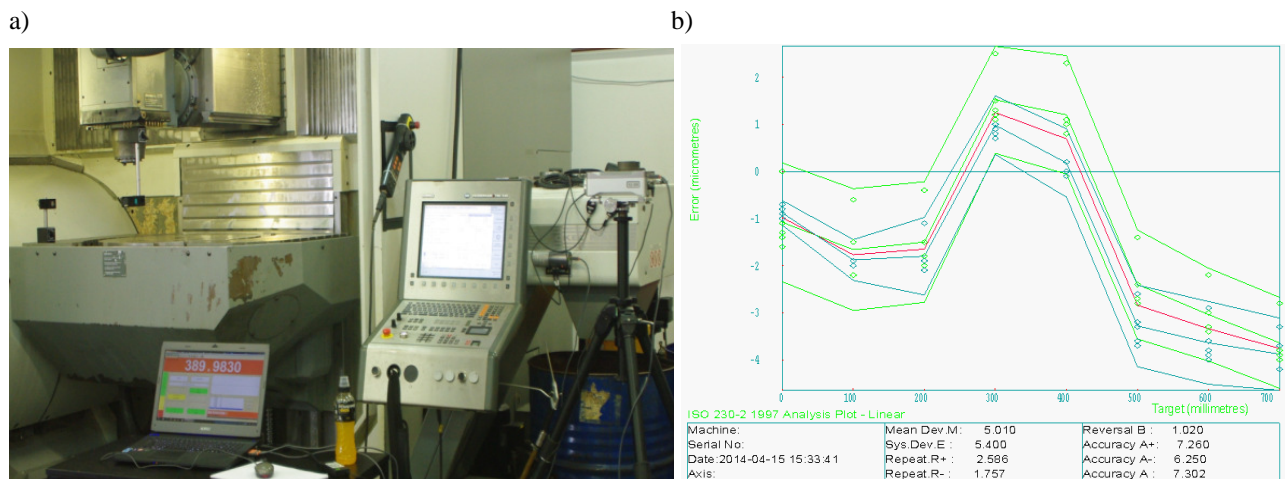 a)
b)
389.9830
2
1
0
-1
-2
-3
-4
Error (micrometres)
0 100 200 300 400 500 600 700
Target (millimetres)
ISO 230-2 1997 Analysis Plot - Linear
Machine: Mean Dev.M: 5.010 Reversal B : 1.020
Serial No: Sys.Dev.E : 5.400 Accuracy A+: 7.260
Date:2014-04-15 15:33:41 Repeat.R+ : 2.586 Accuracy A-: 6.250
Axis: Repeat.R- : 1.757 Accuracy A : 7.302